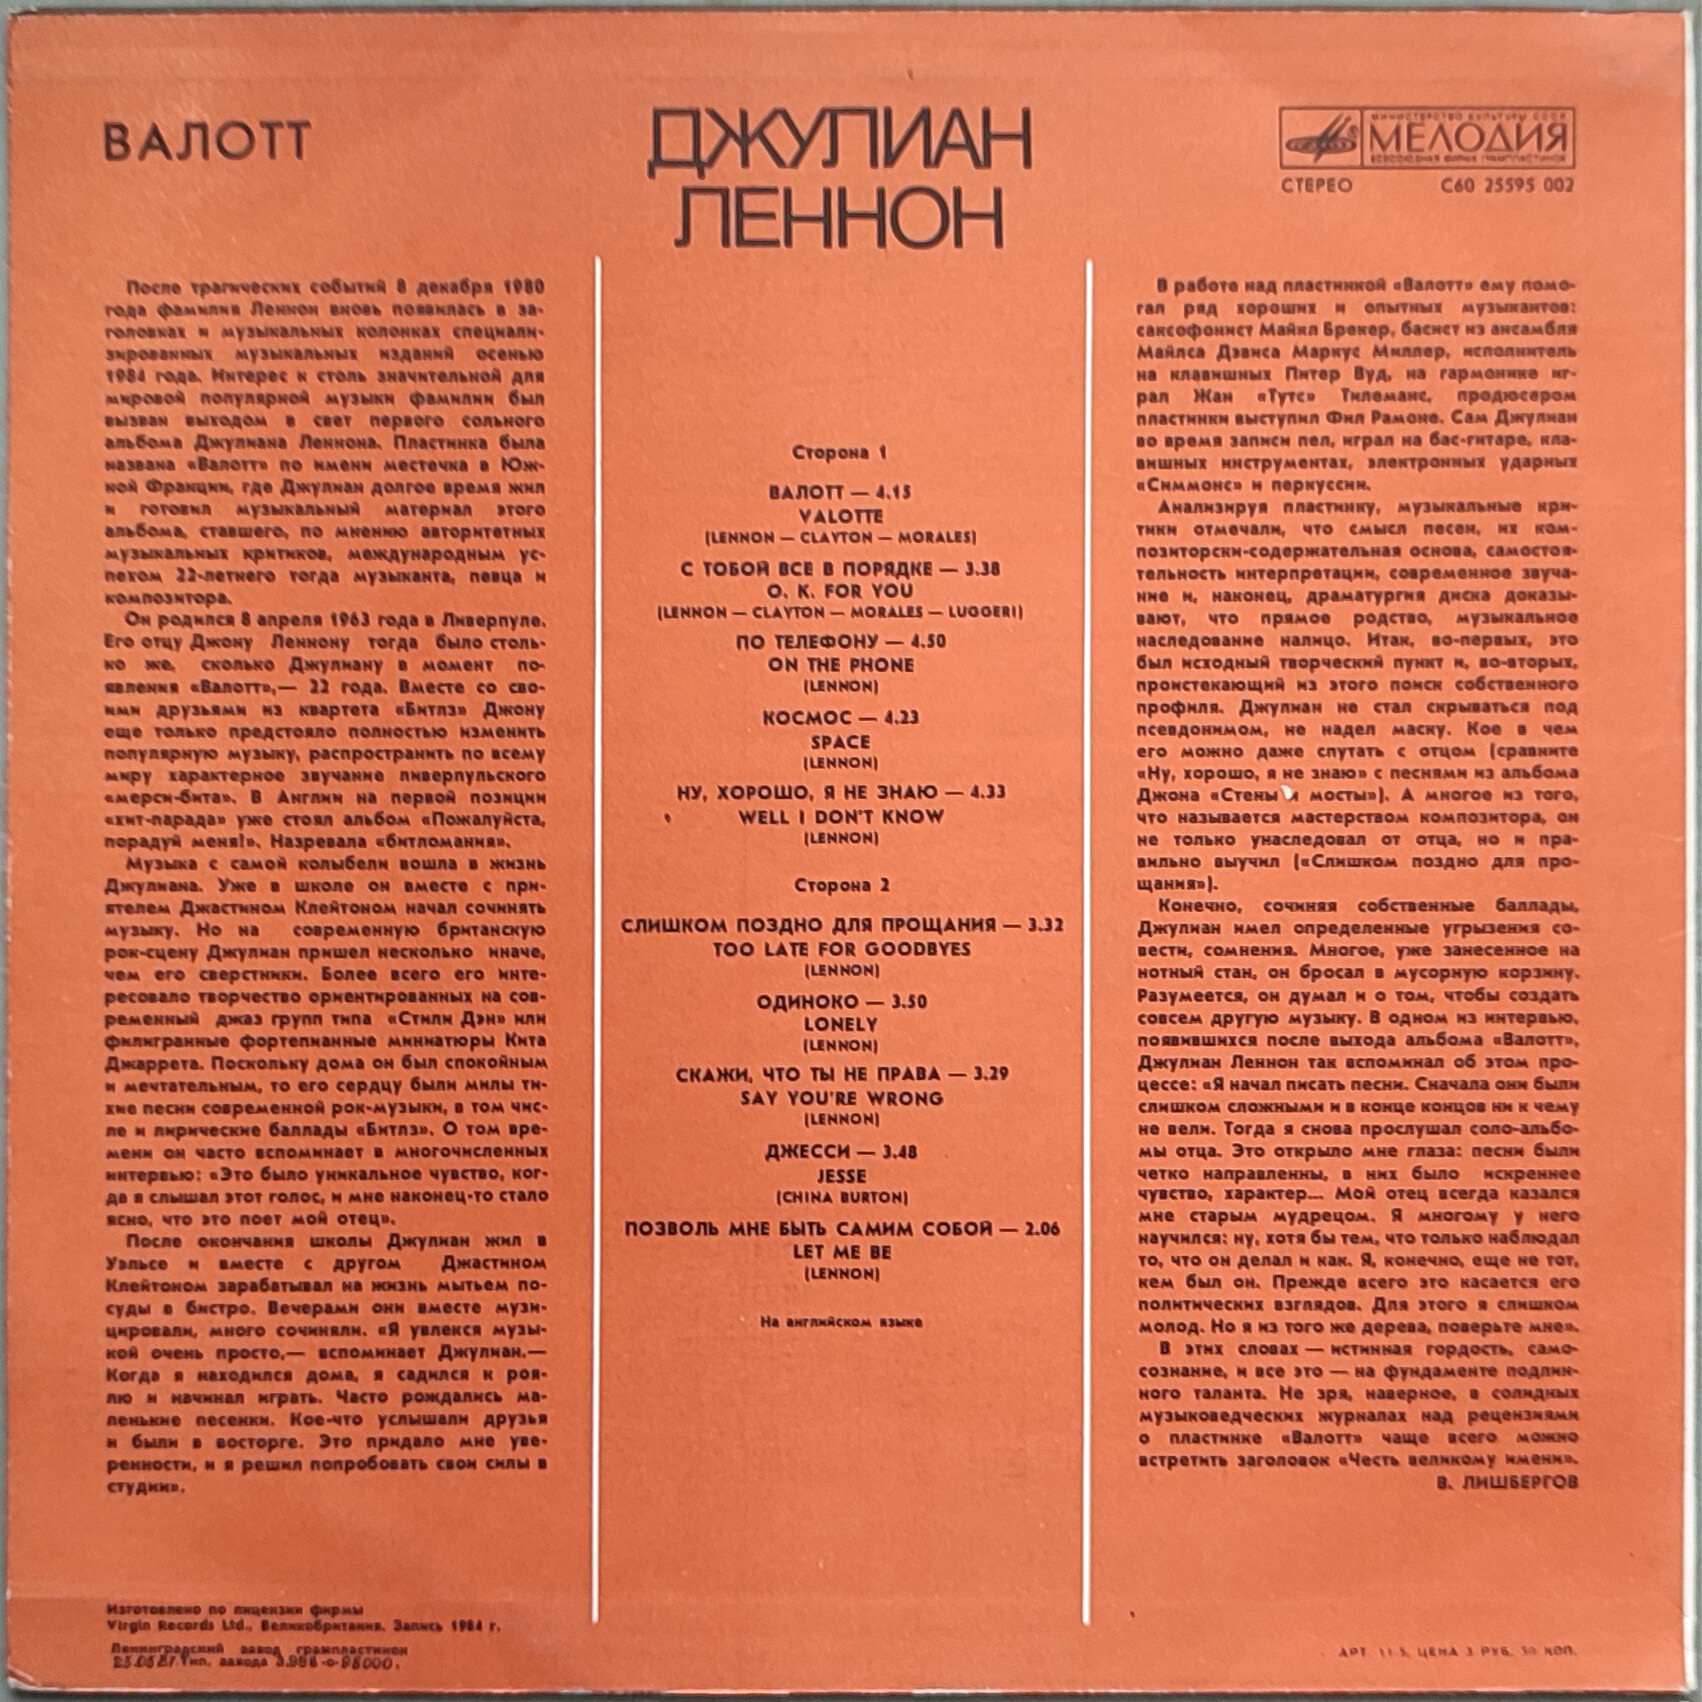 ВАЛОТТ
ДЖУЛИАН
ЛЕННОН
МИНИСТЕРСТВО КУЛЬТУРЫ СССР
МЕЛОДИЯ
ВСЕСОЮЗНАЯ ФИРМА ГРАМПЛАСТИНОК
СТЕРЕО С60 25595 002
После трагических событий 8 декабря 1980
года фамилия Леннон вновь появилась в за-
головках и музыкальных колонках специали-
зированных музыкальных изданий осенью
1984 года. Интерес к столь значительной для
мировой популярной музыки фамилии был
вызван выходом в свет первого сольного
альбома Джулиана Леннона. Пластинка была
названа «Валотт» по имени местечка в Юж-
ной Франции, где Джулиан долгое время жил
и готовил музыкальный материал этого
альбома, ставшего, по мнению авторитетных
музыкальных критиков, международным ус-
пехом 22-летнего тогда музыканта, певца и
композитора.
Он родился 8 апреля 1963 года в Ливерпуле.
Его отцу Джону Леннону тогда было столь-
ко же, сколько Джулиану в момент по-
явления «Валотт»,— 22 года. Вместе со сво-
ими друзьями из квартета «Битлз» Джону
еще только предстояло полностью изменить
популярную музыку, распространить по всему
миру характерное звучание ливерпульского
«мерси-бита». В Англии на первой позиции
«хит-парада» уже стоял альбом «Пожалуйста,
порадуй меня!». Назревала «битломания».
Музыка с самой колыбели вошла в жизнь
Джулиана. Уже в школе он вместе с при-
ятелем Джастином Клейтоном начал сочинять
музыку. Но на современную британскую
рок-сцену Джулиан пришел несколько иначе,
чем его сверстники. Более всего его инте-
ресовало творчество ориентированных на сов-
ременный джаз групп типа «Стили Дэн» или
филигранные фортепианные миниатюры Кита
Джаррета. Поскольку дома он был спокойным
и мечтательным, то его сердцу были милы ти-
хие песни современной рок-музыки, в том чис-
ле и лирические баллады «Битлз». О том вре-
мени он часто вспоминает в многочисленных
интервью: «Это было уникальное чувство, ког-
да я слышал этот голос, и мне наконец-то стало
ясно, что это поет мой отец».
После окончания школы Джулиан жил в
Уэльсе и вместе с другом Джастином
Клейтоном зарабатывал на жизнь мытьем по-
суды в бистро. Вечерами они вместе музи-
цировали, много сочиняли. «Я увлекся музы-
кой очень просто,— вспоминает Джулиан.—
Когда я находился дома, я садился к роя-
лю и начинал играть. Часто рождались ма-
ленькие песенки. Кое-что услышали друзья
и были в восторге. Это придало мне уве-
ренности, и я решил попробовать свои силы в
студии».
Сторона 1
ВАЛОТТ — 4.15
VALOTTE
(LENNON — CLAYTON — MORALES)
С ТОБОЙ ВСЕ В ПОРЯДКЕ — 3.38
O. K. FOR YOU
(LENNON — CLAYTON — MORALES — LUGGERI)
ПО ТЕЛЕФОНУ — 4.50
ON THE PHONE
(LENNON)
КОСМОС — 4.23
SPACE
(LENNON)
НУ, ХОРОШО, Я НЕ ЗНАЮ — 4.33
WELL I DON'T KNOW
(LENNON)
Сторона 2
СЛИШКОМ ПОЗДНО ДЛЯ ПРОЩАНИЯ — 3.32
TOO LATE FOR GOODBYES
(LENNON)
ОДИНОКО — 3.50
LONELY
(LENNON)
СКАЖИ, ЧТО ТЫ НЕ ПРАВА — 3.29
SAY YOU'RE WRONG
(LENNON)
ДЖЕССИ — 3.48
JESSE
(CHINA BURTON)
ПОЗВОЛЬ МНЕ БЫТЬ САМИМ СОБОЙ — 2.06
LET ME BE
(LENNON)
На английском языке
В работе над пластинкой «Валотт» ему помо-
гал ряд хороших и опытных музыкантов:
саксофонист Майкл Брекер, басист из ансамбля
Майлса Дэвиса Маркус Миллер, исполнитель
на клавишных Питер Вуд, на гармонике иг-
рал Жан «Тутс» Тилеманс, продюсером
пластинки выступил Фил Рамоне. Сам Джулиан
во время записи пел, играл на бас-гитаре, кла-
вишных инструментах, электронных ударных
«Симмонс» и перкуссии.
Анализируя пластинку, музыкальные кри-
тики отмечали, что смысл песен, их ком-
позиторски-содержательная основа, самостоя-
тельность интерпретации, современное звуча-
ние и, наконец, драматургия диска доказы-
вают, что прямое родство, музыкальное
наследование налицо. Итак, во-первых, это
был исходный творческий пункт и, во-вторых,
проистекающий из этого поиск собственного
профиля. Джулиан не стал скрываться под
псевдонимом, не надел маску. Кое в чем
его можно даже спутать с отцом (сравните
«Ну, хорошо, я не знаю» с песнями из альбома
Джона «Стены и мосты»). А многое из того,
что называется мастерством композитора, он
не только унаследовал от отца, но и пра-
вильно выучил («Слишком поздно для про-
щания»).
Конечно, сочиняя собственные баллады,
Джулиан имел определенные угрызения со-
вести, сомнения. Многое, уже занесенное на
нотный стан, он бросал в мусорную корзину.
Разумеется, он думал и о том, чтобы создать
совсем другую музыку. В одном из интервью,
появившихся после выхода альбома «Валотт»,
Джулиан Леннон так вспоминал об этом про-
цессе: «Я начал писать песни. Сначала они были
слишком сложными и в конце концов ни к чему
не вели. Тогда я снова прослушал соло-альбо-
мы отца. Это открыло мне глаза: песни были
четко направленны, в них было искреннее
чувство, характер... Мой отец всегда казался
мне старым мудрецом. Я многому у него
научился: ну, хотя бы тем, что только наблюдал
то, что он делал и как. Я, конечно, еще не тот,
кем был он. Прежде всего это касается его
политических взглядов. Для этого я слишком
молод. Но я из того же дерева, поверьте мне».
В этих словах — истинная гордость, само-
сознание, и все это — на фундаменте подлин-
ного таланта. Не зря, наверное, в солидных
музыковедческих журналах над рецензиями
о пластинке «Валотт» чаще всего можно
встретить заголовок «Честь великому имени».
В. ЛИШБЕРГОВ
Изготовлено по лицензии фирмы
Virgin Records Ltd., Великобритания. Запись 1984 г.
Ленинградский завод грампластинок
25.05.87. Тип. завода З.996-о-98000.
АРТ. 11-5. ЦЕНА 3 РУБ. 50 КОП.